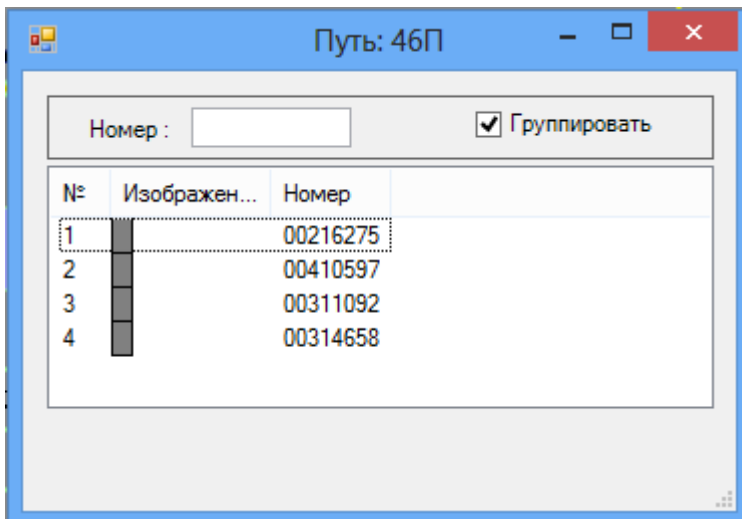 Путь: 46П
Номер : Группировать
№ Изображен... Номер
1 00216275
2 00410597
3 00311092
4 00314658